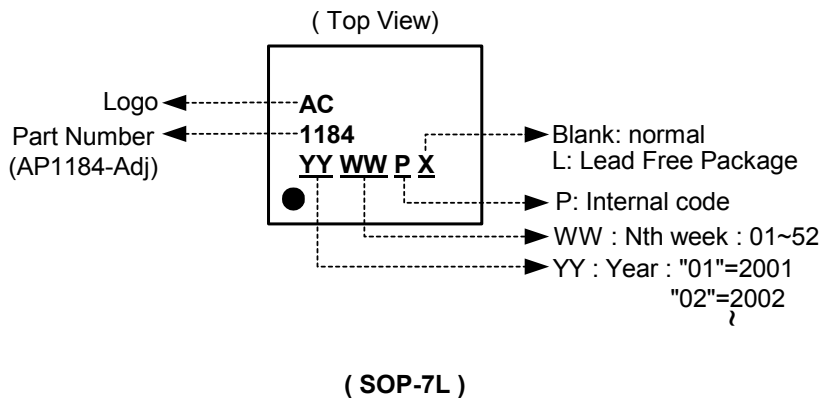 ( Top View)
Logo
AC
Part Number
(AP1184-Adj)
1184
YY WW P X
Blank: normal
L: Lead Free Package
P: Internal code
WW : Nth week : 01~52
YY : Year : "01"=2001
"02"=2002
~
( SOP-7L )